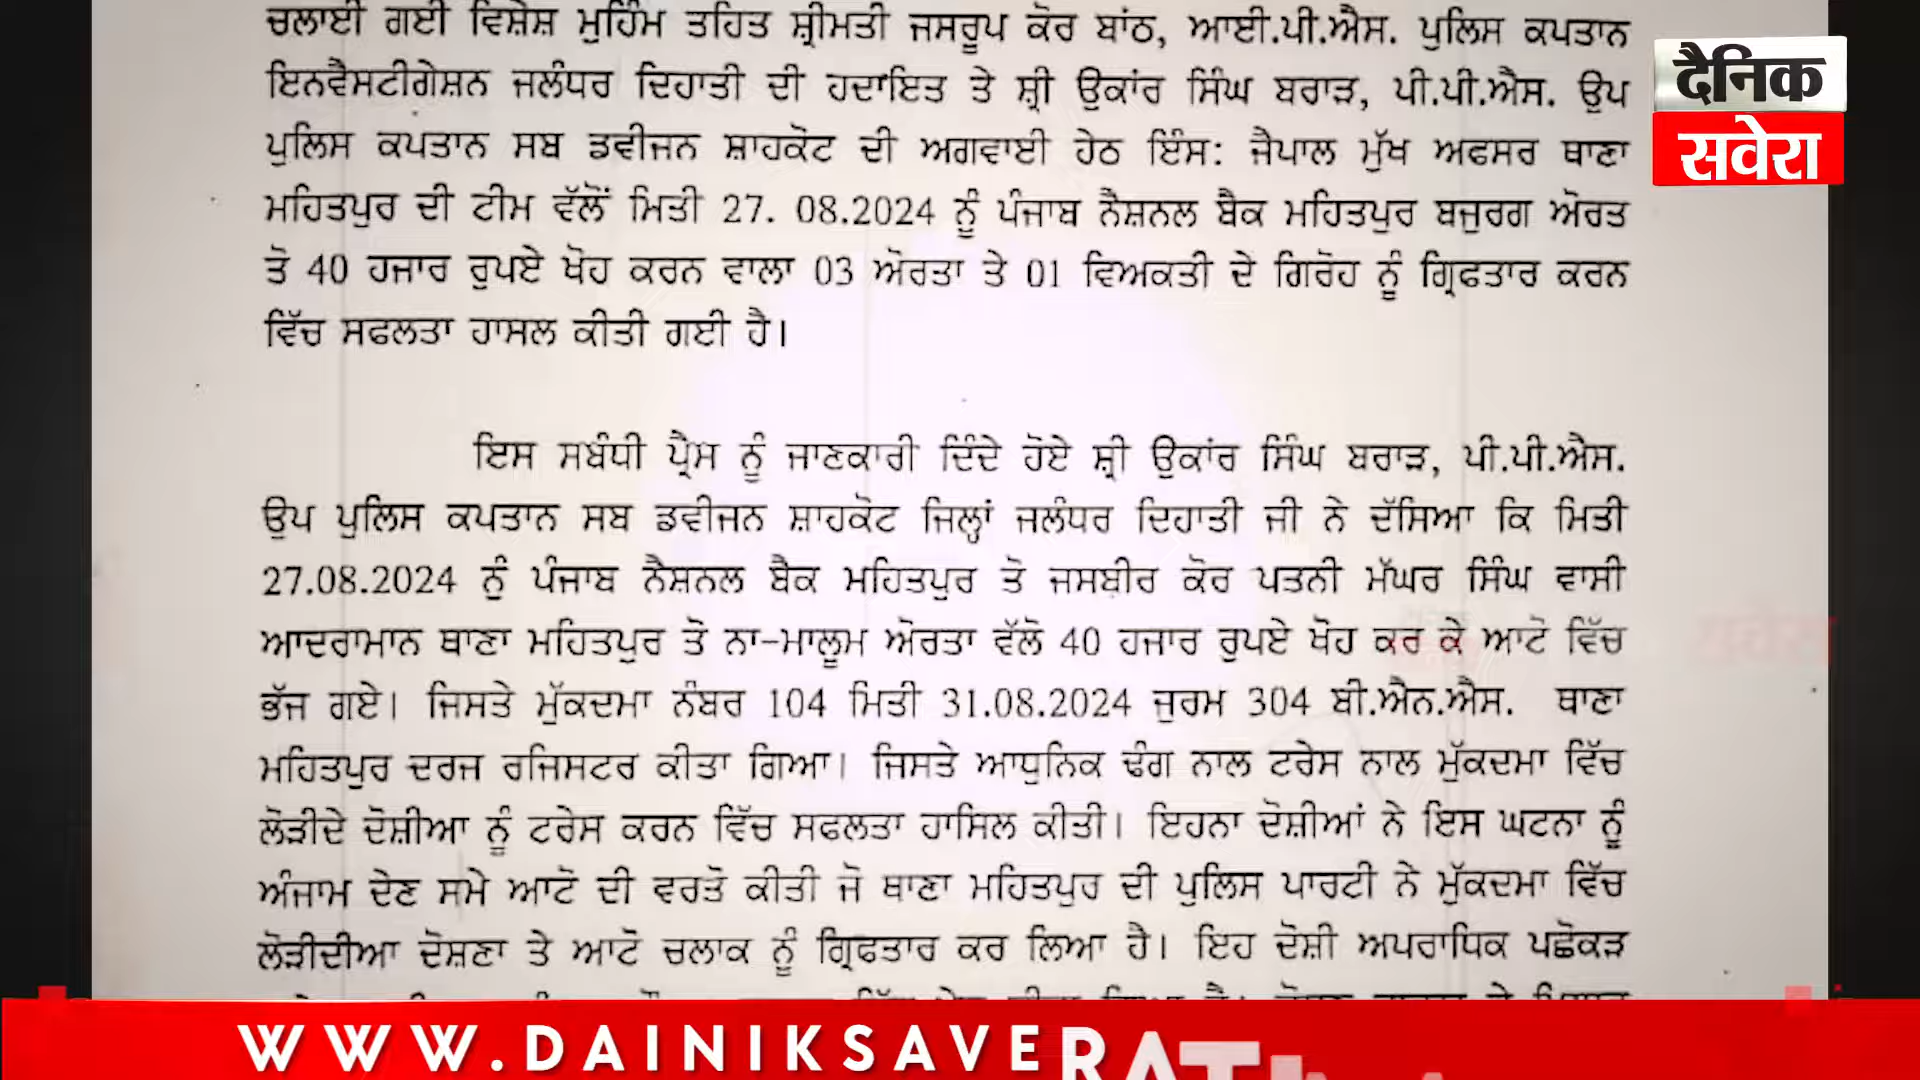 ਚਲਾਈ ਗਈ ਵਿਸ਼ੇਸ਼ ਮੁਹਿੰਮ ਤਹਿਤ ਸ਼੍ਰੀਮਤੀ ਜਸਰੂਪ ਕੋਰ ਬਾਂਠ, ਆਈ.ਪੀ.ਐਸ. ਪੁਲਿਸ ਕਪਤਾਨ
ਇਨਵੈਸਟੀਗੇਸ਼ਨ ਜਲੰਧਰ ਦਿਹਾਤੀ ਦੀ ਹਦਾਇਤ ਤੇ ਸ਼੍ਰੀ ਉਕਾਂਰ ਸਿੰਘ ਬਰਾੜ, ਪੀ.ਪੀ.ਐਸ. ਉਪ
ਪੁਲਿਸ ਕਪਤਾਨ ਸਬ ਡਵੀਜਨ ਸ਼ਾਹਕੋਟ ਦੀ ਅਗਵਾਈ ਹੇਠ ਇੰਸ: ਜੈਪਾਲ ਮੁੱਖ ਅਫਸਰ ਥਾਣਾ
ਮਹਿਤਪੁਰ ਦੀ ਟੀਮ ਵੱਲੋਂ ਮਿਤੀ 27. 08.2024 ਨੂੰ ਪੰਜਾਬ ਨੈਸ਼ਨਲ ਬੈਕ ਮਹਿਤਪੁਰ ਬਜੁਰਗ ਅੋਰਤ
ਤੋ 40 ਹਜਾਰ ਰੁਪਏ ਖੋਹ ਕਰਨ ਵਾਲਾ 03 ਅੋਰਤਾ ਤੇ 01 ਵਿਅਕਤੀ ਦੇ ਗਿਰੋਹ ਨੂੰ ਗ੍ਰਿਫਤਾਰ ਕਰਨ
ਵਿੱਚ ਸਫਲਤਾ ਹਾਸਲ ਕੀਤੀ ਗਈ ਹੈ।
ਇਸ ਸਬੰਧੀ ਪ੍ਰੈਸ ਨੂੰ ਜਾਣਕਾਰੀ ਦਿੰਦੇ ਹੋਏ ਸ਼੍ਰੀ ਉਕਾਂਰ ਸਿੰਘ ਬਰਾੜ, ਪੀ.ਪੀ.ਐਸ.
ਉਪ ਪੁਲਿਸ ਕਪਤਾਨ ਸਬ ਡਵੀਜਨ ਸ਼ਾਹਕੋਟ ਜਿਲ੍ਹਾਂ ਜਲੰਧਰ ਦਿਹਾਤੀ ਜੀ ਨੇ ਦੱਸਿਆ ਕਿ ਮਿਤੀ
27.08.2024 ਨੂੰ ਪੰਜਾਬ ਨੈਸ਼ਨਲ ਬੈਕ ਮਹਿਤਪੁਰ ਤੋ ਜਸਬੀਰ ਕੋਰ ਪਤਨੀ ਮੱਘਰ ਸਿੰਘ ਵਾਸੀ
ਆਦਰਾਮਾਨ ਥਾਣਾ ਮਹਿਤਪੁਰ ਤੋ ਨਾ-ਮਾਲੂਮ ਅੋਰਤਾ ਵੱਲੋ 40 ਹਜਾਰ ਰੁਪਏ ਖੋਹ ਕਰ ਕੇ ਆਟੋ ਵਿੱਚ
ਭੱਜ ਗਏ। ਜਿਸਤੇ ਮੁੱਕਦਮਾ ਨੰਬਰ 104 ਮਿਤੀ 31.08.2024 ਜੁਰਮ 304 ਬੀ.ਐਨ.ਐਸ. ਥਾਣਾ
ਮਹਿਤਪੁਰ ਦਰਜ ਰਜਿਸਟਰ ਕੀਤਾ ਗਿਆ। ਜਿਸਤੇ ਆਧੁਨਿਕ ਢੰਗ ਨਾਲ ਟਰੇਸ ਨਾਲ ਮੁੱਕਦਮਾ ਵਿੱਚ
ਲੋੜੀਦੇ ਦੋਸ਼ੀਆ ਨੂੰ ਟਰੇਸ ਕਰਨ ਵਿੱਚ ਸਫਲਤਾ ਹਾਸਿਲ ਕੀਤੀ। ਇਹਨਾ ਦੋਸ਼ੀਆਂ ਨੇ ਇਸ ਘਟਨਾ ਨੂੰ
ਅੰਜਾਮ ਦੇਣ ਸਮੇ ਆਟੋ ਦੀ ਵਰਤੋ ਕੀਤੀ ਜੋ ਥਾਣਾ ਮਹਿਤਪੁਰ ਦੀ ਪੁਲਿਸ ਪਾਰਟੀ ਨੇ ਮੁੱਕਦਮਾ ਵਿੱਚ
ਲੋੜੀਦੀਆ ਦੋਸ਼ਣਾ ਤੇ ਆਟੋ ਚਲਾਕ ਨੂੰ ਗ੍ਰਿਫਤਾਰ ਕਰ ਲਿਆ ਹੈ। ਇਹ ਦੋਸ਼ੀ ਅਪਰਾਧਿਕ ਪਛੋਕੜ
दैनिक
सवेरा
WWW.DAINIKSAVERAT